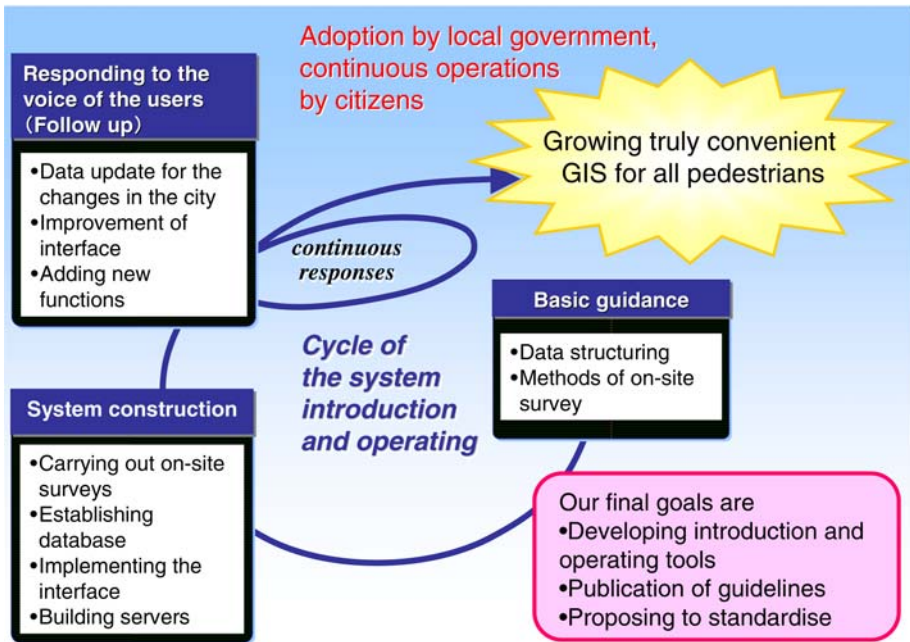 Adoption by local government,
continuous operations
by citizens
Responding to the
voice of the users
(Follow up)
•Data update for the
changes in the city
•Improvement of
interface
•Adding new
functions
Growing truly convenient
GIS for all pedestrians
continuous
responses
Basic guidance
•Data structuring
•Methods of on-site
survey
Cycle of
the system
introduction
and operating
System construction
•Carrying out on-site
surveys
•Establishing
database
•Implementing the
interface
•Building servers
Our final goals are
•Developing introduction and
operating tools
•Publication of guidelines
•Proposing to standardise